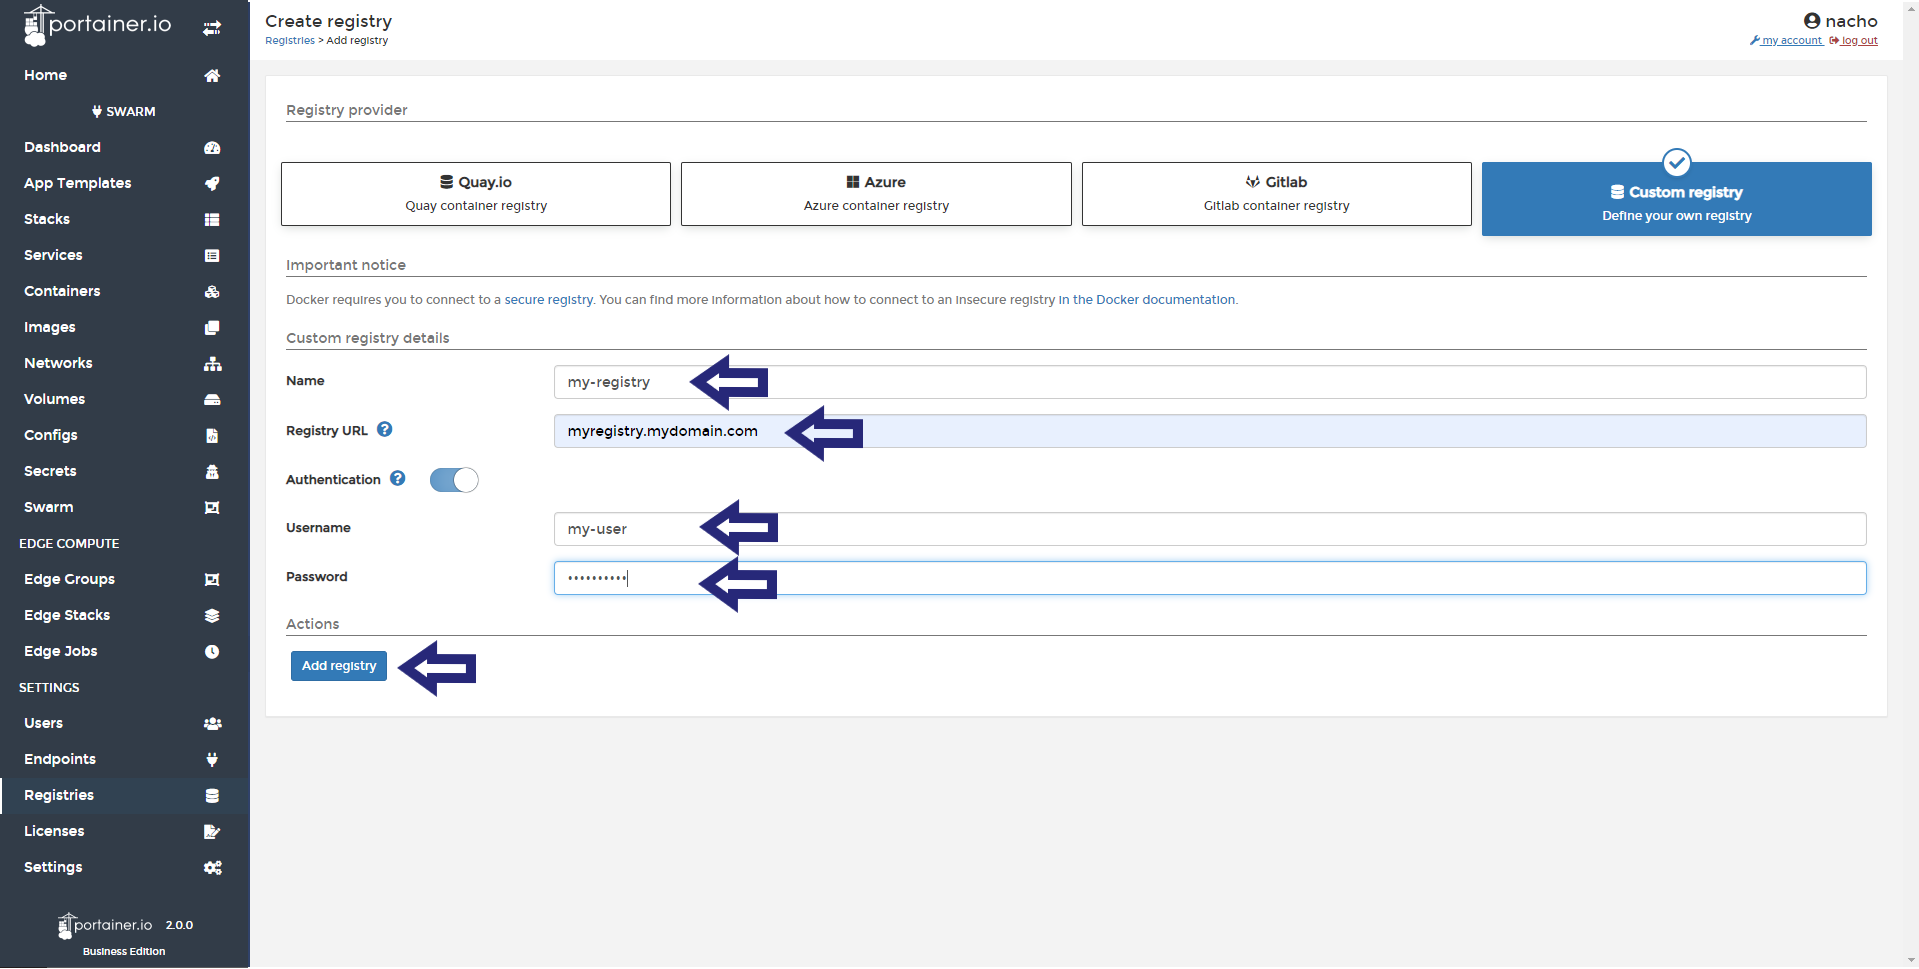 portainer.io
Home
SWARM
Dashboard
App Templates
Stacks
Services
Containers
Images
Networks
Volumes
Configs
Secrets
Swarm
EDGE COMPUTE
Edge Groups
Edge Stacks
Edge Jobs
SETTINGS
Users
Endpoints
Registries
Licenses
Settings
portainer.io 2.0.0
Business Edition
Create registry
Registries > Add registry
nacho
my account log out
Registry provider
Quay.io
Quay container registry
Azure
Azure container registry
Gitlab
Gitlab container registry
Custom registry
Define your own registry
Important notice
Docker requires you to connect to a secure registry. You can find more information about how to connect to an insecure registry in the Docker documentation.
Custom registry details
Name my-registry
Registry URL ? myregistry.mydomain.com
Authentication ?
Username my-user
Password ••••••••••
Actions
Add registry